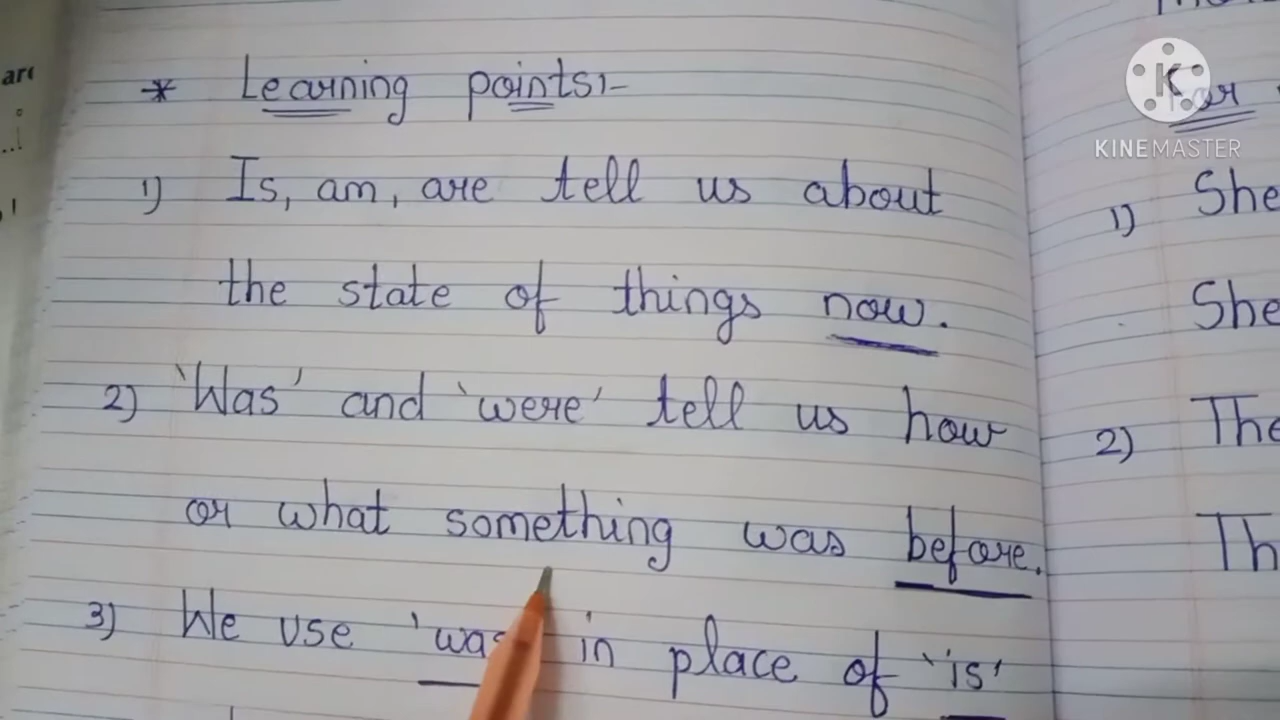 * Learning points:-
1) Is, am, are tell us about
the state of things now.
2) 'Was' and 'were' tell us how
or what something was before.
3) We use 'was in place of 'is'
are
K
KINEMASTER
For
1) She
She
2) The
Th